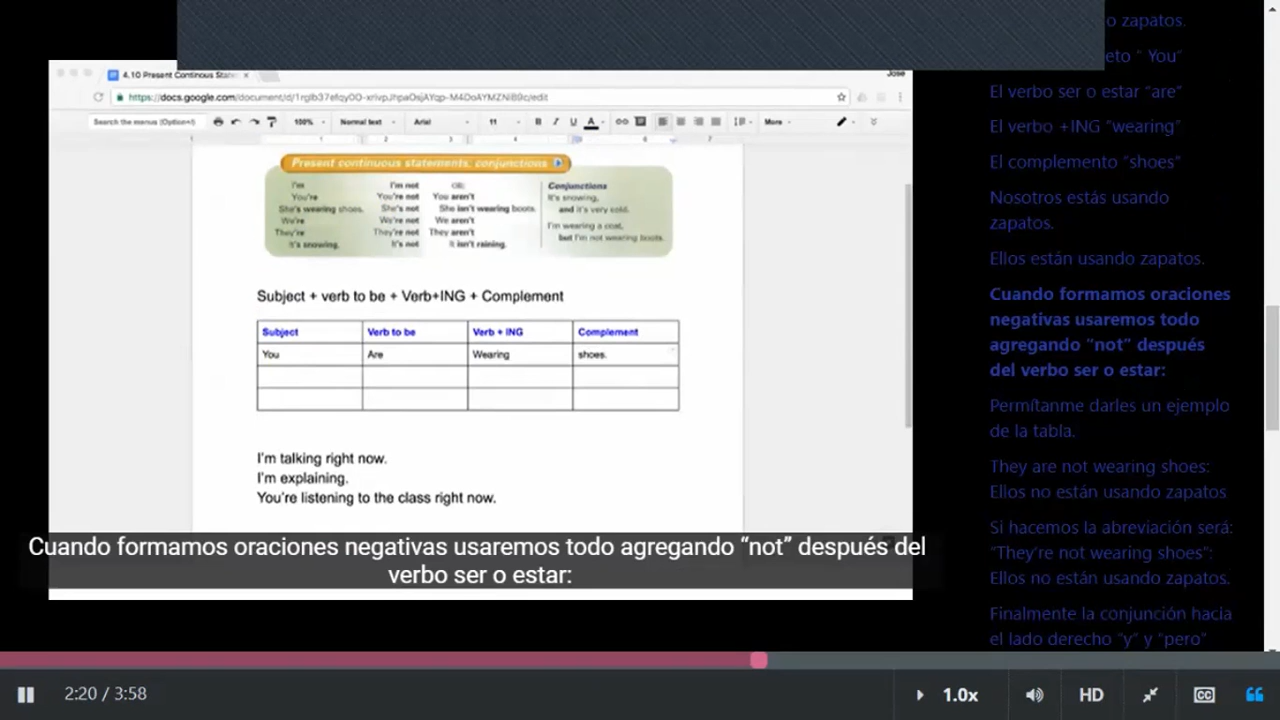 4.10 Present Continous State
Jose
https://docs.google.com/document/d/
/edit
Search the menus (Option+/)
100%
Normal text
Arial
11
B I U A
More
Present continuous statements; conjunctions
I'm
You're
She's wearing shoes.
We're
They're
It's snowing.
I'm not
You're not
She's not
We're not
They're not
It's not
OR:
You aren't
She isn't wearing boots.
We aren't
They aren't
It isn't raining.
Conjunctions
It's snowing,
and it's very cold.
I'm wearing a coat,
but I'm not wearing boots.
Subject + verb to be + Verb+ING + Complement
Subject Verb to be Verb + ING Complement
You Are Wearing shoes.
I'm talking right now.
I'm explaining.
You're listening to the class right now.
Cuando formamos oraciones negativas usaremos todo agregando “not” después del
verbo ser o estar:
o zapatos.
eto “ You”
El verbo ser o estar “are”
El verbo +ING “wearing”
El complemento “shoes”
Nosotros estás usando
zapatos.
Ellos están usando zapatos.
Cuando formamos oraciones
negativas usaremos todo
agregando “not” después
del verbo ser o estar:
Permítanme darles un ejemplo
de la tabla.
They are not wearing shoes:
Ellos no están usando zapatos
Si hacemos la abreviación será:
“They’re not wearing shoes”:
Ellos no están usando zapatos.
Finalmente la conjunción hacia
el lado derecho “y” y “pero”
2:20 / 3:58
1.0x
HD
CC